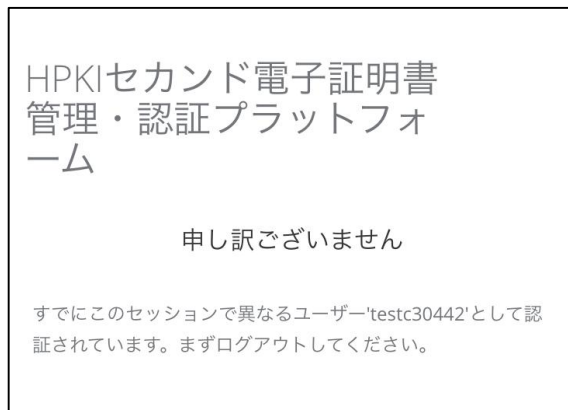 HPKIセカンド電子証明書
管理・認証プラットフォ
ーム
申し訳ございません
すでにこのセッションで異なるユーザー'testc30442'として認
証されています。まずログアウトしてください。